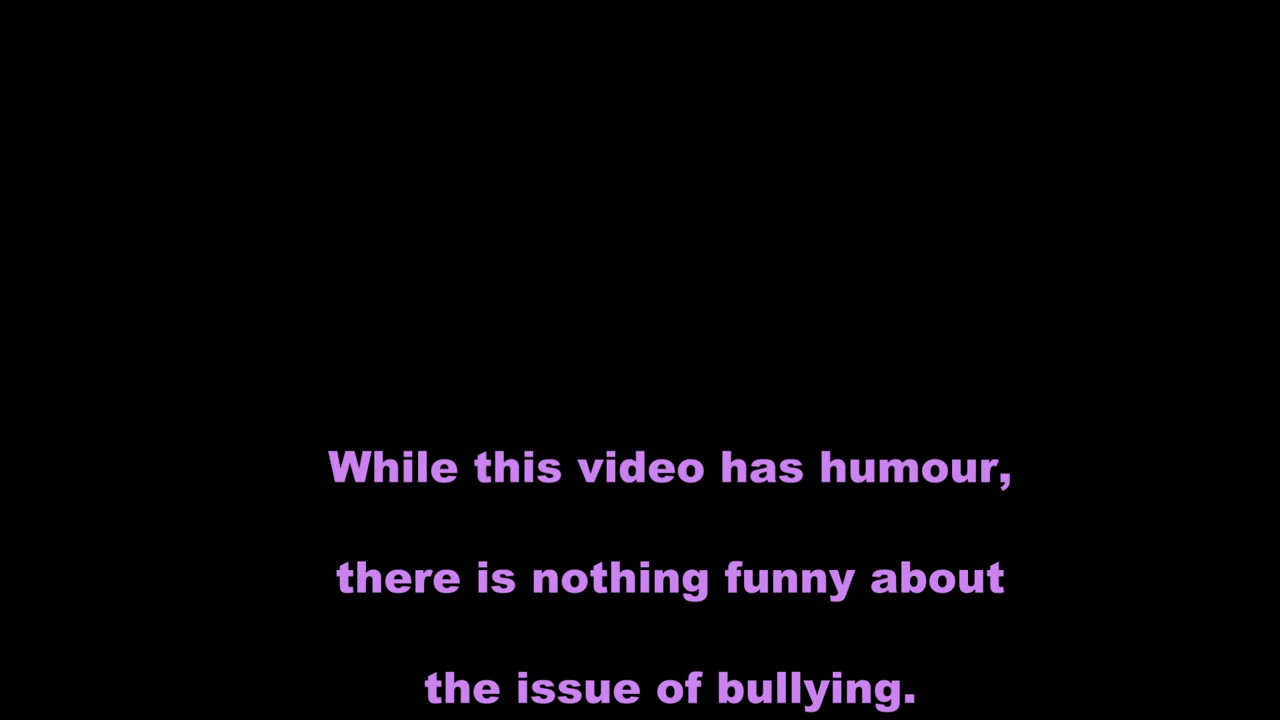 While this video has humour,
there is nothing funny about
the issue of bullying.